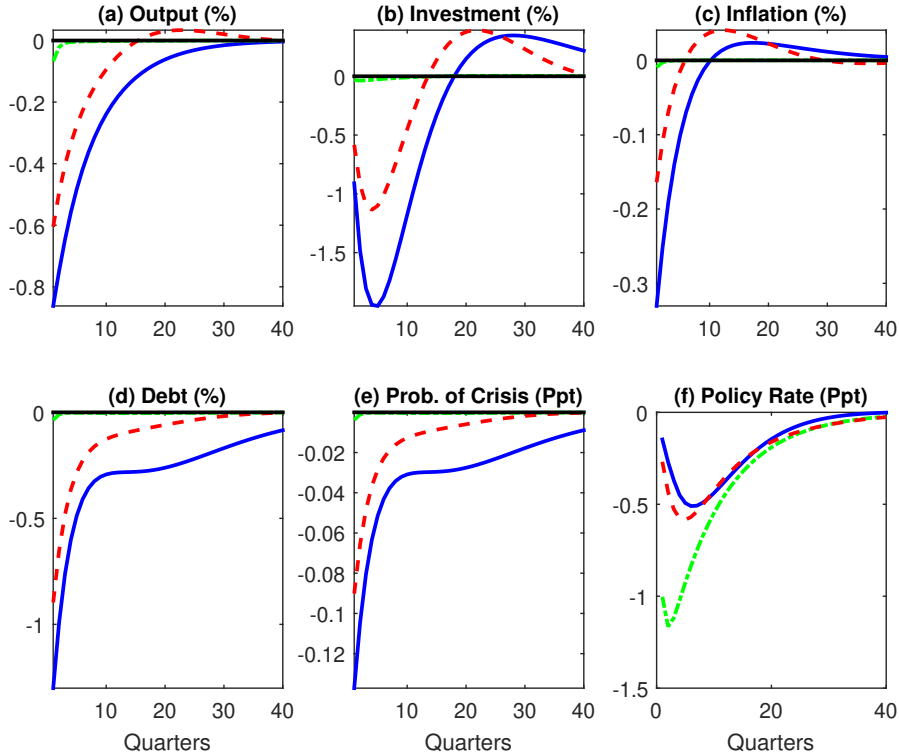 (a) Output (%)
0
-0.2
-0.4
-0.6
-0.8
10 20 30 40
(b) Investment (%)
0
-0.5
-1
-1.5
10 20 30 40
(c) Inflation (%)
0
-0.1
-0.2
-0.3
10 20 30 40
(d) Debt (%)
0
-0.5
-1
10 20 30 40
Quarters
(e) Prob. of Crisis (Ppt)
-0.02
-0.04
-0.06
-0.08
-0.1
-0.12
10 20 30 40
Quarters
(f) Policy Rate (Ppt)
0
-0.5
-1
-1.5
0 20 40
Quarters